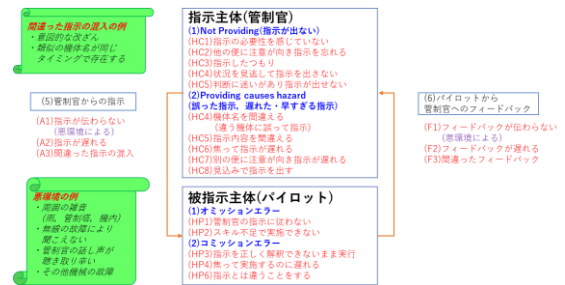 間違った指示の混入の例
・意図的な改ざん
・類似の機体名が同じ
タイミングで存在する
(5)管制官からの指示
(A1)指示が伝わらない
(悪環境による)
(A2)指示が遅れる
(A3)間違った指示の混入
悪環境の例
・周囲の雑音
(雨，管制塔，機内)
・無線の故障により
聞こえない
・管制官の話し声が
聴き取り辛い
・その他機械の故障
指示主体(管制官)
(1)Not Providing(指示が出ない)
(HC1)指示の必要性を感じていない
(HC2)他の便に注意が向き指示を忘れる
(HC3)指示したつもり
(HC4)状況を見逃して指示を出さない
(HC5)判断に迷いがあり指示が出せない
(2)Providing causes hazard
(誤った指示，遅れた・早すぎる指示)
(HC4)機体名を間違える
(違う機体に誤って指示)
(HC5)指示内容を間違える
(HC6)焦って指示が遅れる
(HC7)別の便に注意が向き指示が遅れる
(HC8)見込みで指示を出す
被指示主体(パイロット)
(1)オミッションエラー
(HP1)管制官の指示に従わない
(HP2)スキル不足で実施できない
(2)コミッションエラー
(HP3)指示を正しく解釈できないまま実行
(HP4)焦って実施するのに遅れる
(HP6)指示とは違うことをする
(6)パイロットから
管制官へのフィードバック
(F1)フィードバックが伝わらない
(悪環境による)
(F2)フィードバックが遅れる
(F3)間違ったフィードバック